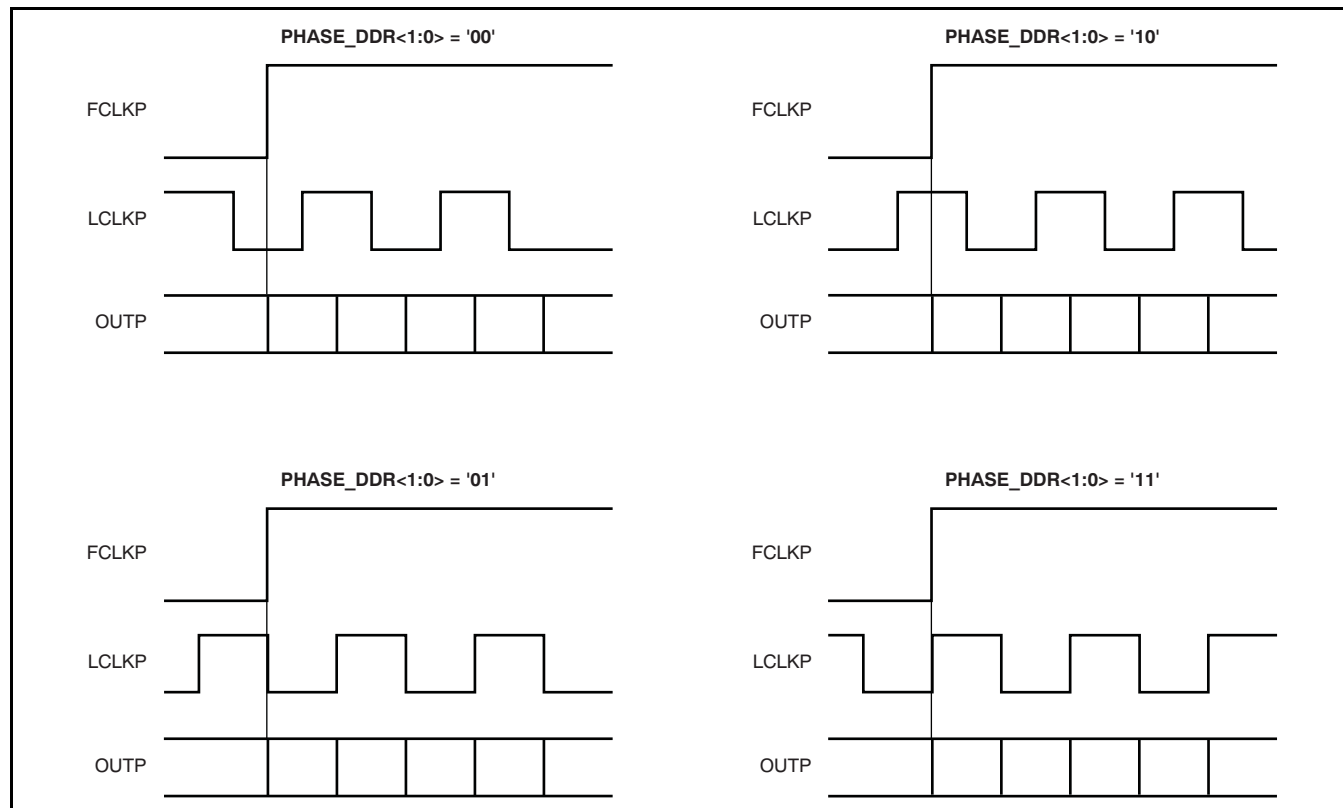 PHASE_DDR<1:0> = '00'
FCLKP
LCLKP
OUTP
PHASE_DDR<1:0> = '10'
FCLKP
LCLKP
OUTP
PHASE_DDR<1:0> = '01'
FCLKP
LCLKP
OUTP
PHASE_DDR<1:0> = '11'
FCLKP
LCLKP
OUTP